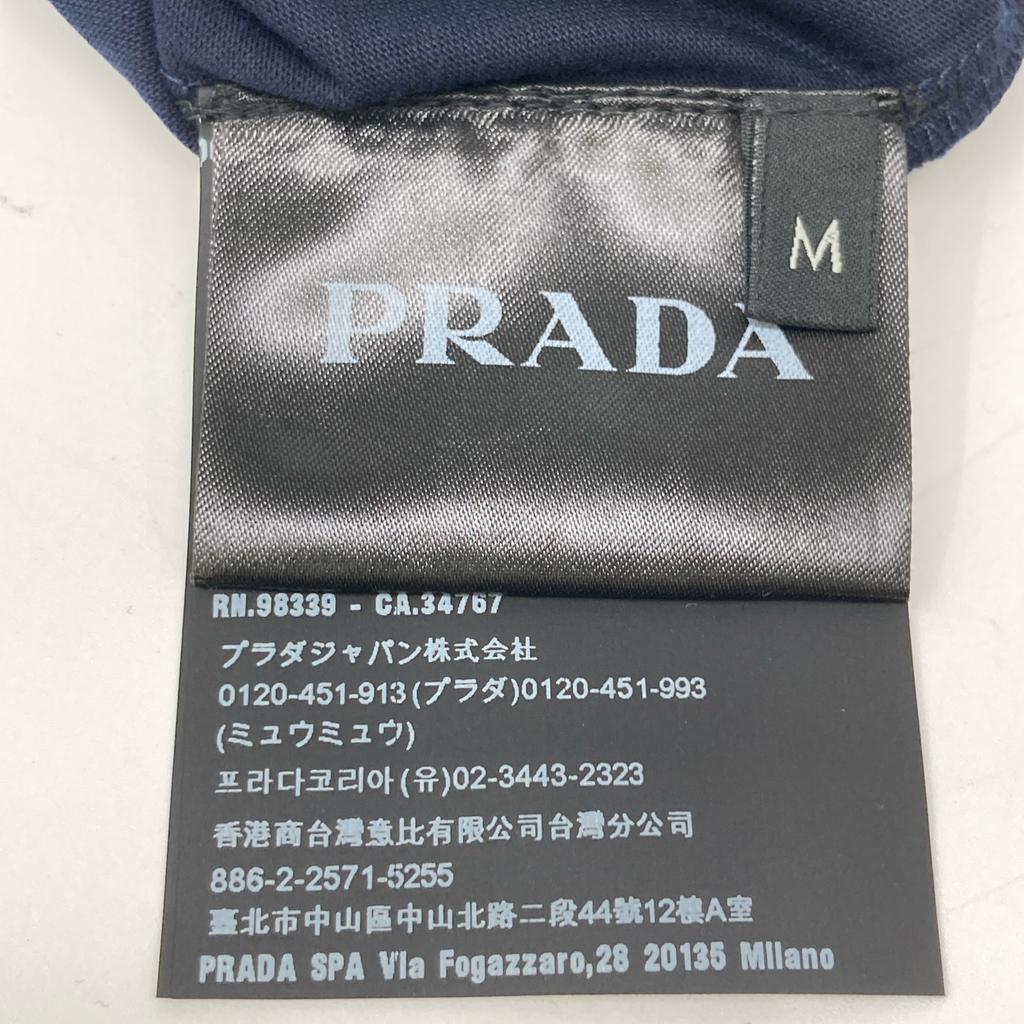 M
PRADA
RN.98339 - CA.34767
プラダジャパン株式会社
0120-451-913(プラダ)0120-451-993
(ミュウミュウ)
프라다코리아(유)02-3443-2323
香港商台灣意比有限公司台灣分公司
886-2-2571-5255
臺北市中山區中山北路二段44號12樓A室
PRADA SPA Via Fogazzaro,28 20135 Milano